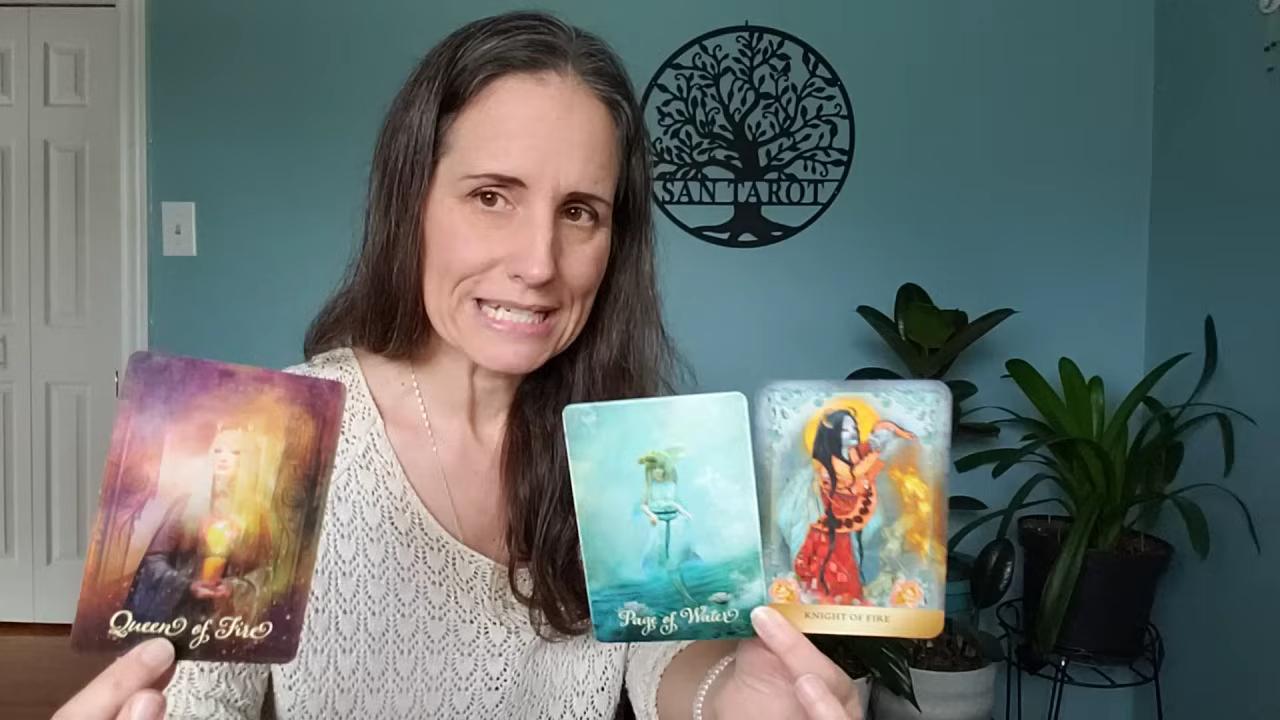 SAN TAROT
Queen of Fire
Page of Water
KNIGHT OF FIRE